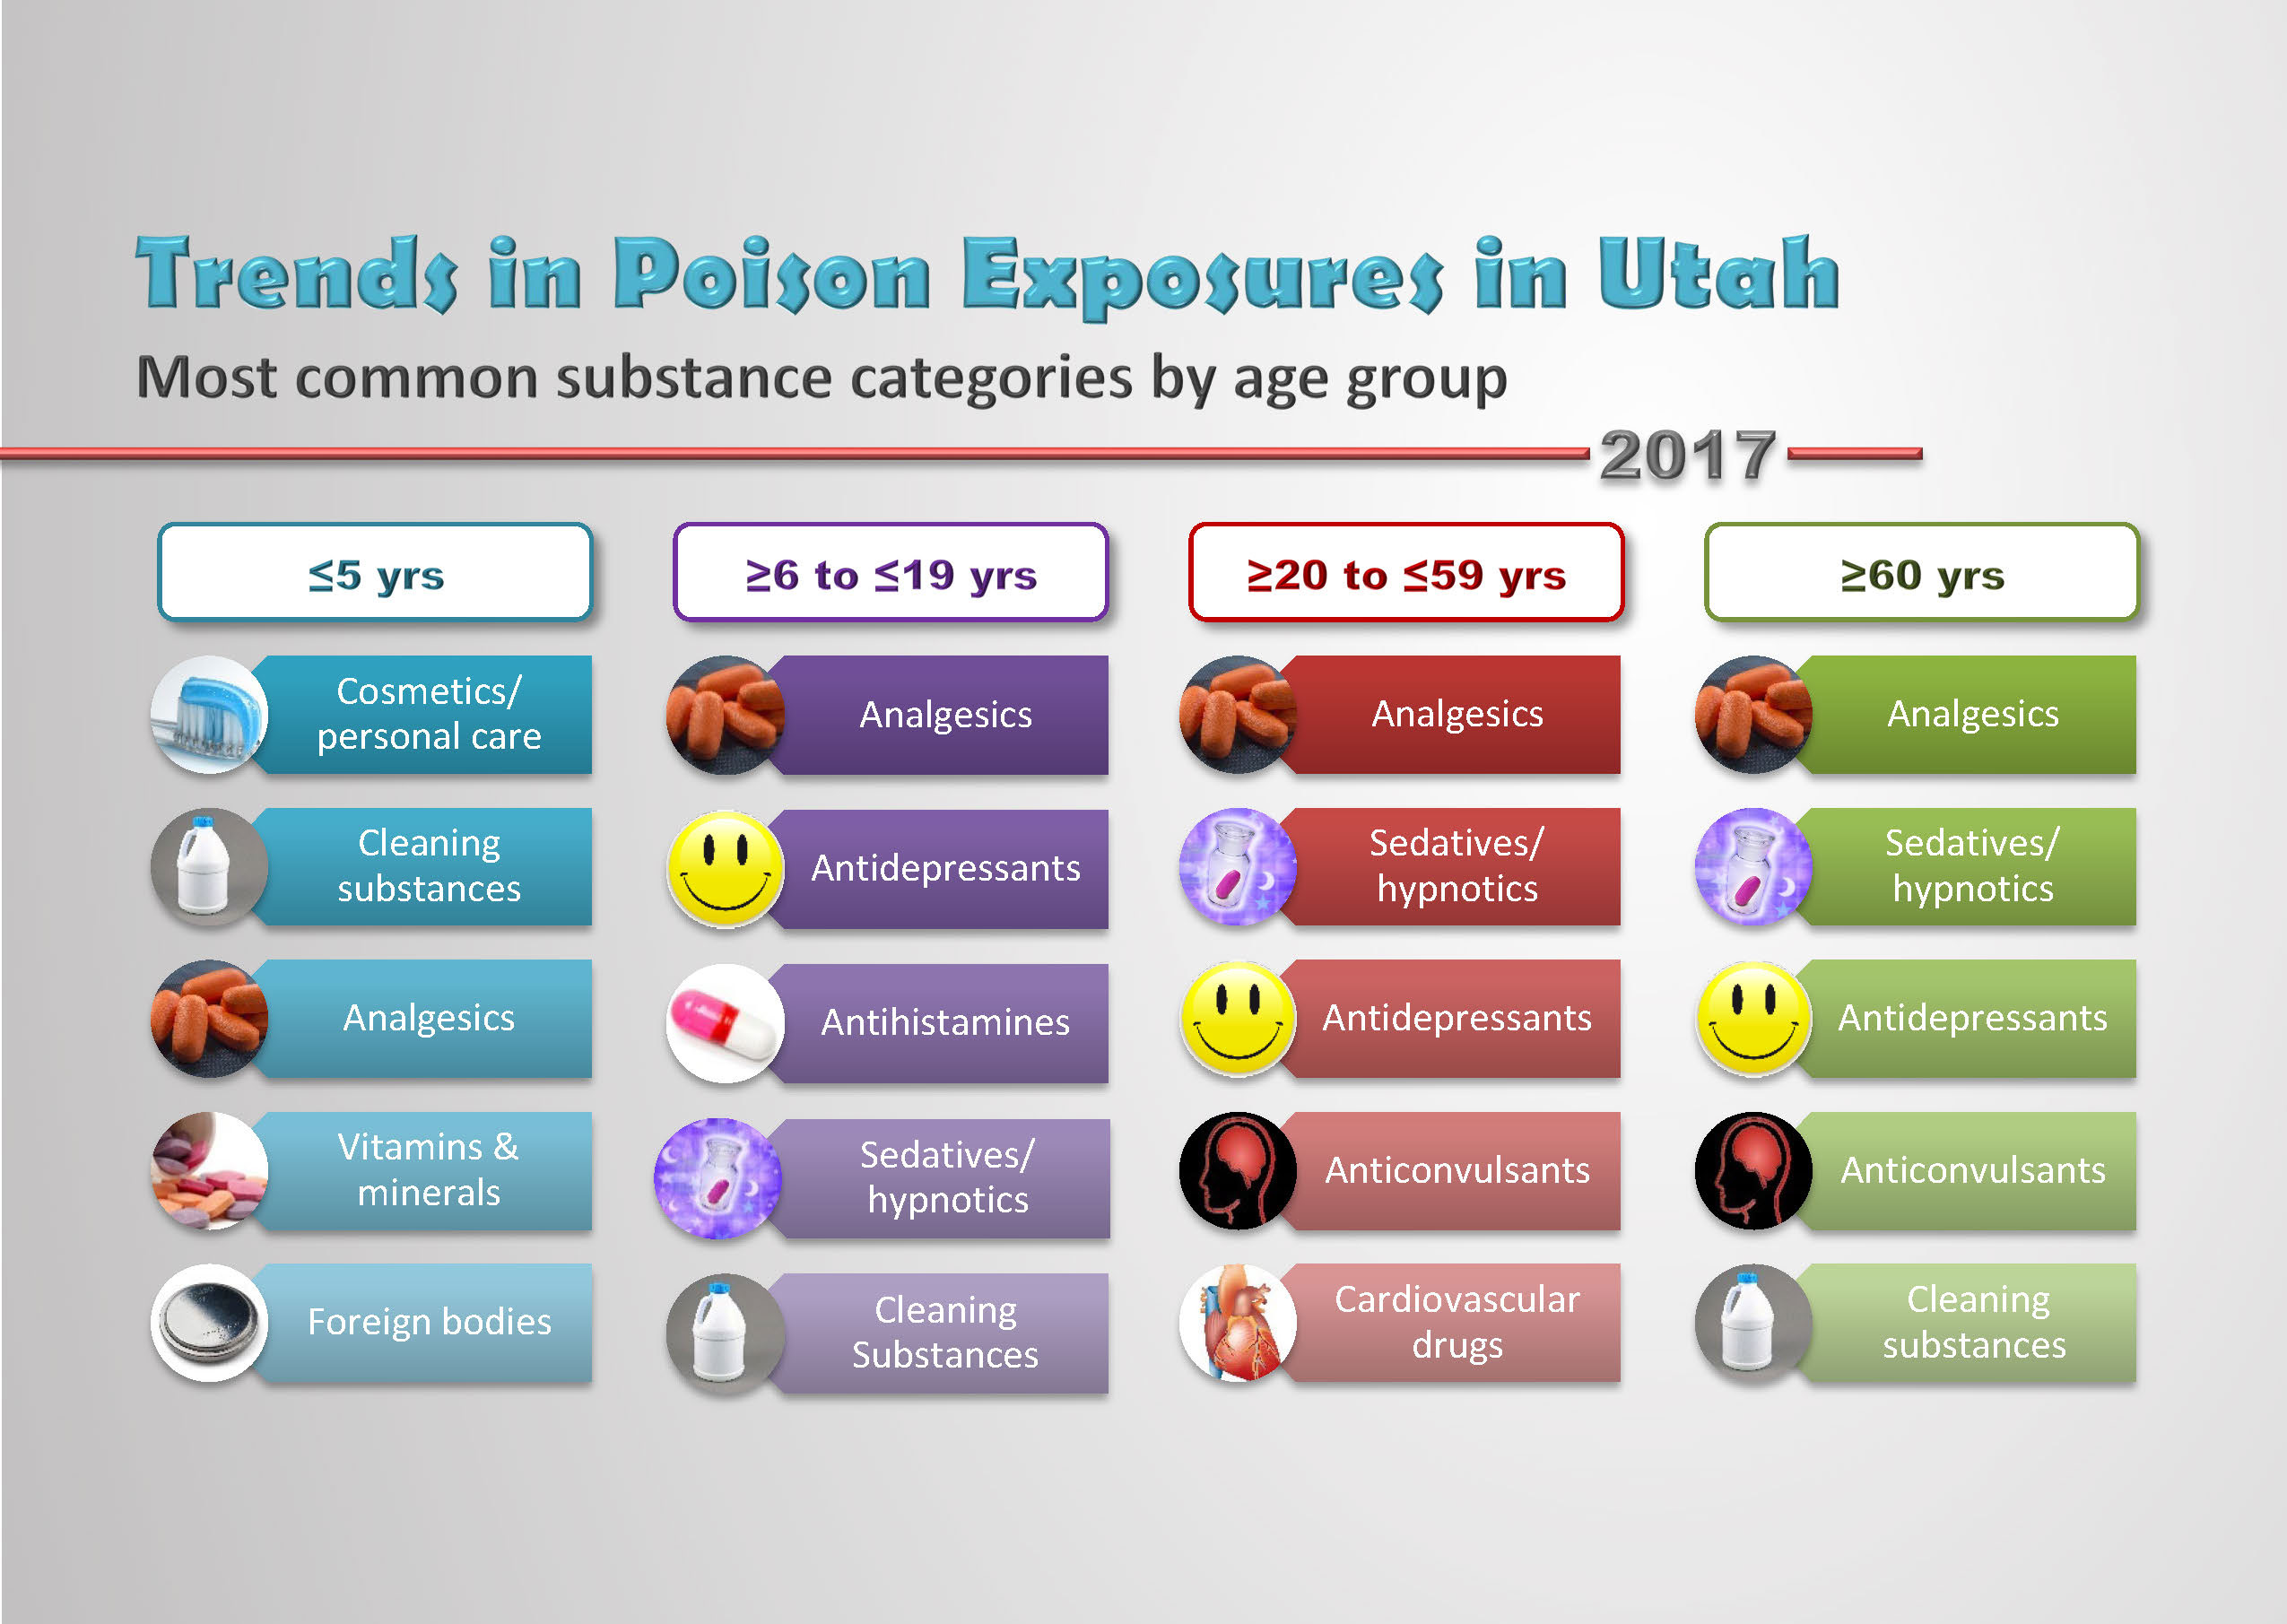 Trends in Poison Exposures in Utah
Most common substance categories by age group
2017
≤5 yrs
Cosmetics/
personal care
Cleaning
substances
Analgesics
Vitamins &
minerals
Foreign bodies
≥6 to ≤19 yrs
Analgesics
Antidepressants
Antihistamines
Sedatives/
hypnotics
Cleaning
Substances
≥20 to ≤59 yrs
Analgesics
Sedatives/
hypnotics
Antidepressants
Anticonvulsants
Cardiovascular
drugs
≥60 yrs
Analgesics
Sedatives/
hypnotics
Antidepressants
Anticonvulsants
Cleaning
substances